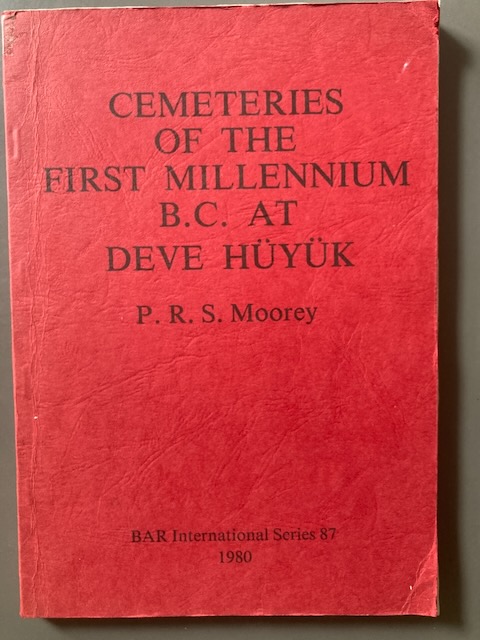 CEMETERIES
OF THE
FIRST MILLENNIUM
B.C. AT
DEVE HÜYÜK
P. R. S. Moorey
BAR International Series 87
1980